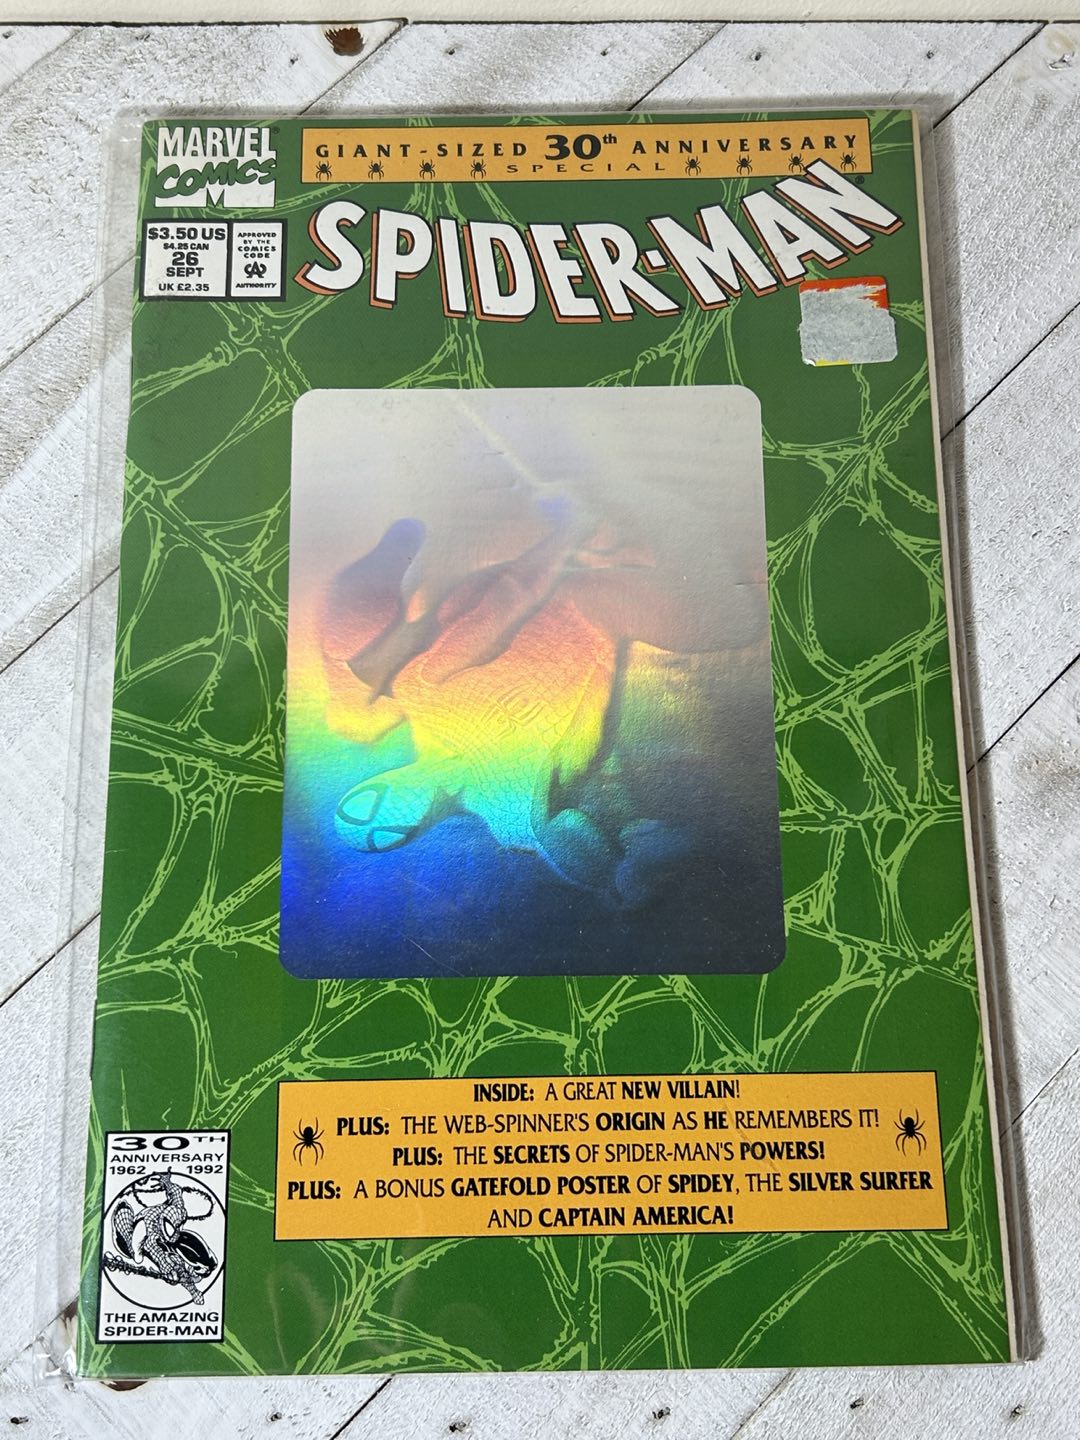 MARVEL
COMICS
M
GIANT-SIZED 30th ANNIVERSARY
SPECIAL
SPIDER-MAN®
$3.50 US
$4.25 CAN
26
SEPT
UK £2.35
APPROVED
BY THE
COMICS
CODE
CA
AUTHORITY
INSIDE: A GREAT NEW VILLAIN!
PLUS: THE WEB-SPINNER'S ORIGIN AS HE REMEMBERS IT!
PLUS: THE SECRETS OF SPIDER-MAN'S POWERS!
PLUS: A BONUS GATEFOLD POSTER OF SPIDEY, THE SILVER SURFER
AND CAPTAIN AMERICA!
30TH
ANNIVERSARY
1962 1992
THE AMAZING
SPIDER-MAN